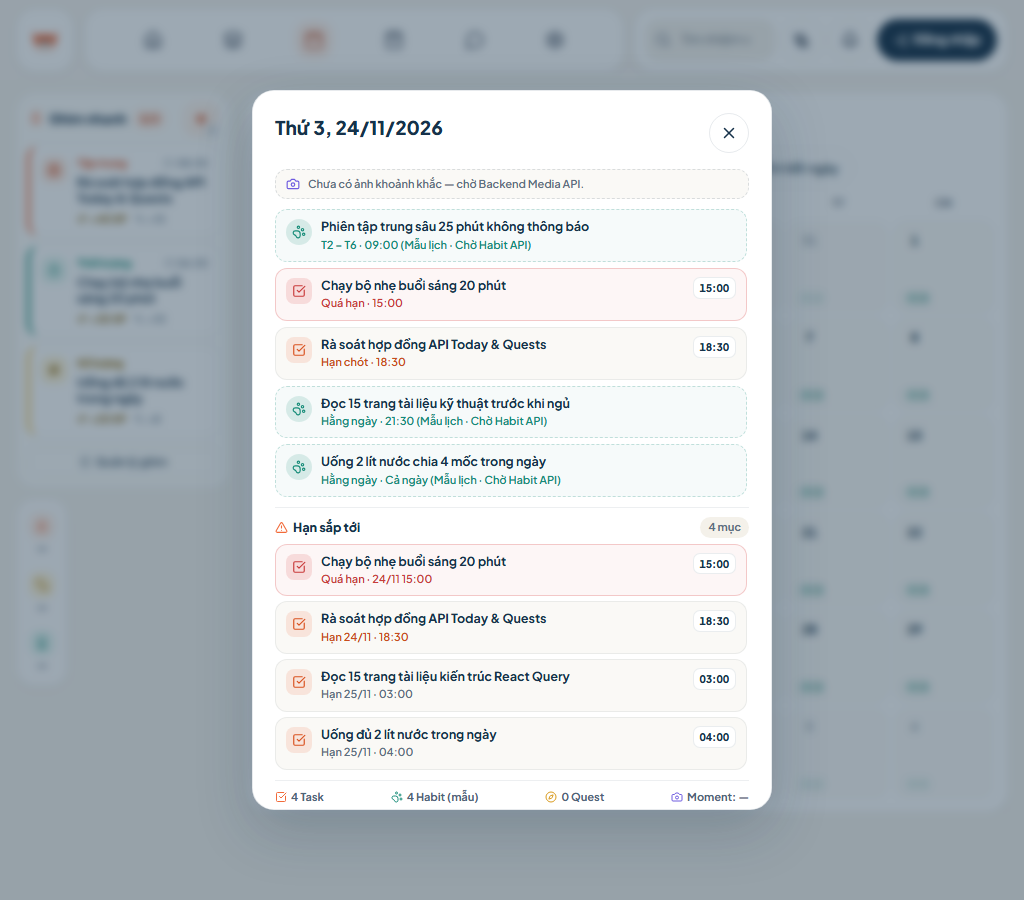 Thứ 3, 24/11/2026
Chưa có ảnh khoảnh khắc — chờ Backend Media API.
Phiên tập trung sâu 25 phút không thông báo
T2 – T6 · 09:00 (Mẫu lịch · Chờ Habit API)
Chạy bộ nhẹ buổi sáng 20 phút
15:00
Quá hạn · 15:00
Rà soát hợp đồng API Today & Quests
18:30
Hạn chót · 18:30
Đọc 15 trang tài liệu kỹ thuật trước khi ngủ
Hằng ngày · 21:30 (Mẫu lịch · Chờ Habit API)
Uống 2 lít nước chia 4 mốc trong ngày
Hằng ngày · Cả ngày (Mẫu lịch · Chờ Habit API)
Hạn sắp tới
4 mục
Chạy bộ nhẹ buổi sáng 20 phút
15:00
Quá hạn · 24/11 15:00
Rà soát hợp đồng API Today & Quests
18:30
Hạn 24/11 · 18:30
Đọc 15 trang tài liệu kiến trúc React Query
03:00
Hạn 25/11 · 03:00
Uống đủ 2 lít nước trong ngày
04:00
Hạn 25/11 · 04:00
4 Task
4 Habit (mẫu)
0 Quest
Moment: —